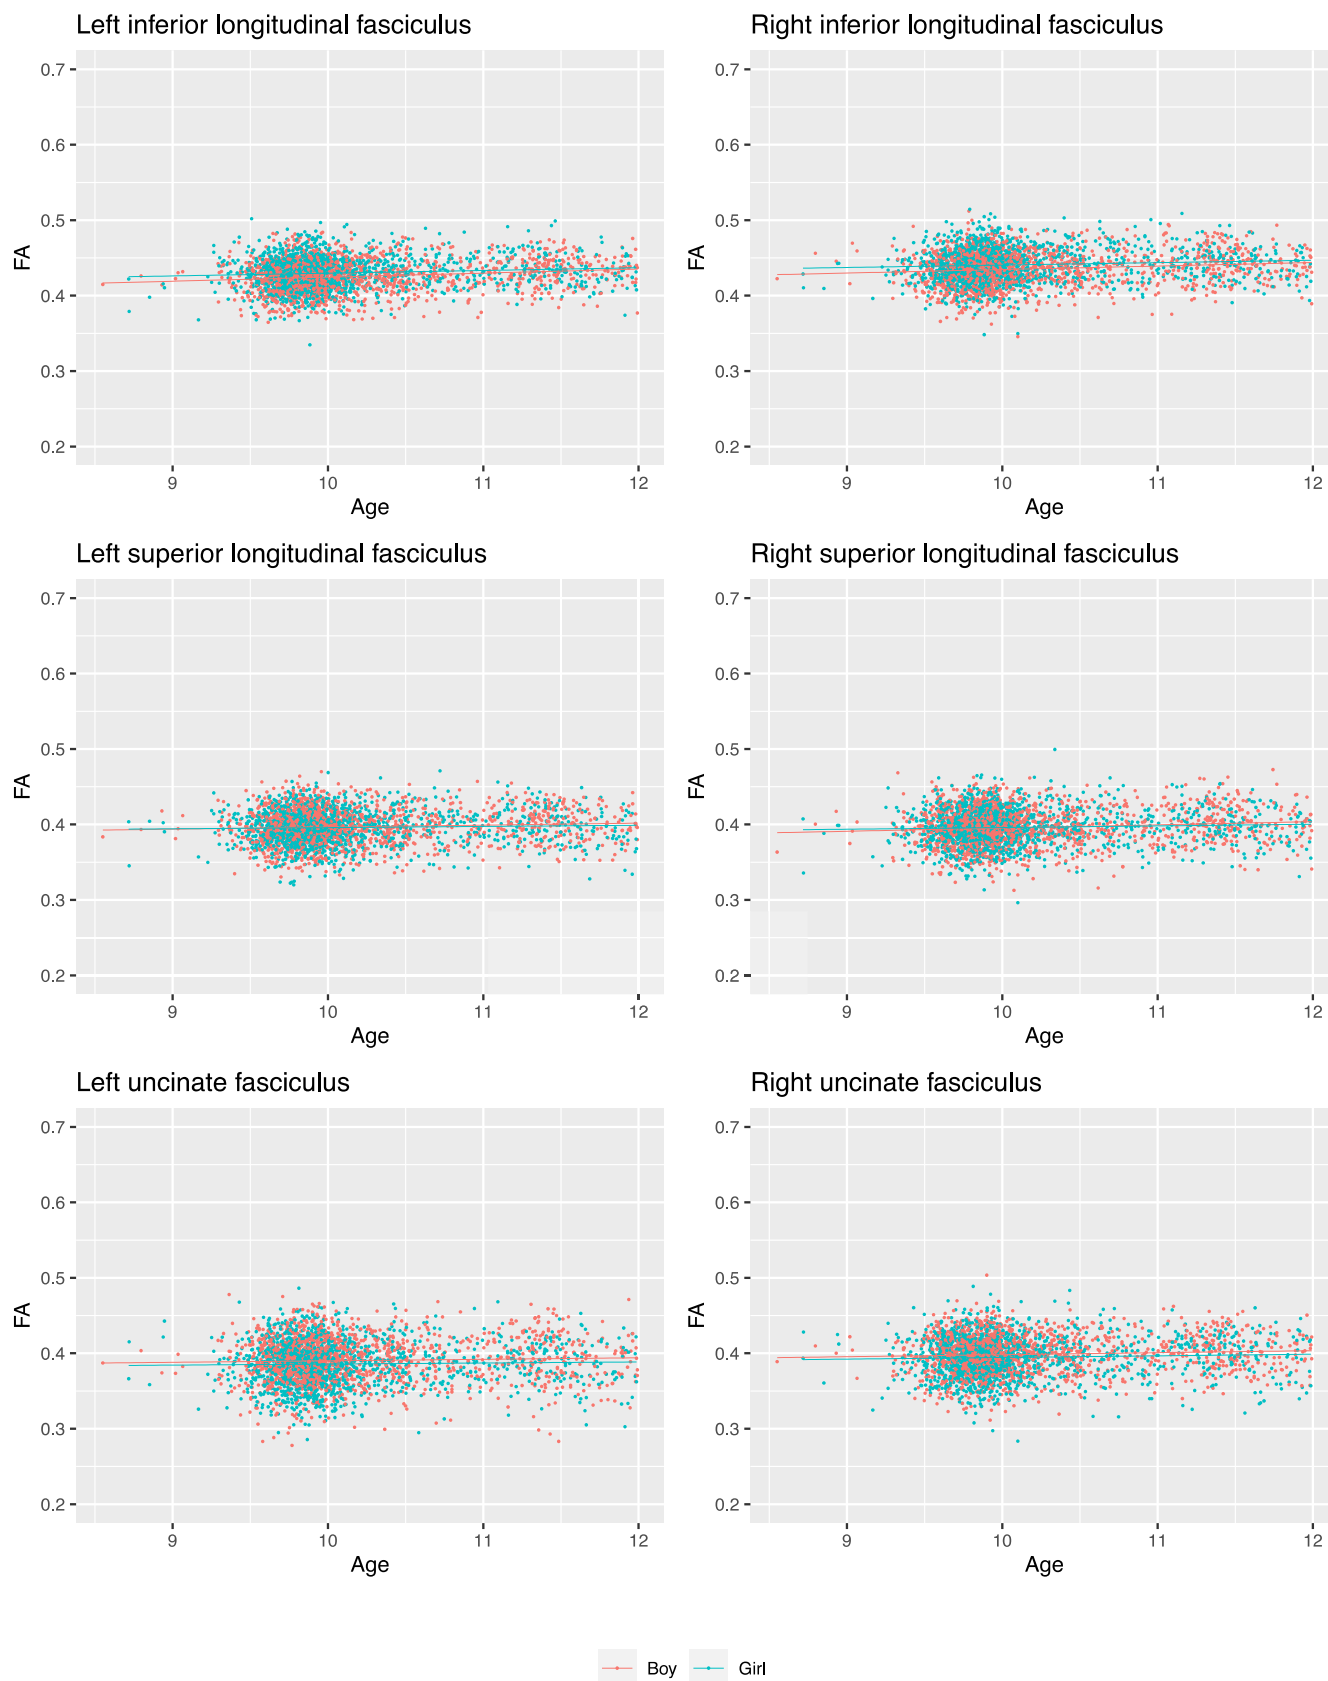 Left inferior longitudinal fasciculus
0.7
0.6
0.5
0.4
0.3
0.2
FA
9 10 11 12
Age
Right inferior longitudinal fasciculus
0.7
0.6
0.5
0.4
0.3
0.2
FA
9 10 11 12
Age
Left superior longitudinal fasciculus
0.7
0.6
0.5
0.4
0.3
0.2
FA
9 10 11 12
Age
Right superior longitudinal fasciculus
0.7
0.6
0.5
0.4
0.3
0.2
FA
9 10 11 12
Age
Left uncinate fasciculus
0.7
0.6
0.5
0.4
0.3
0.2
FA
9 10 11 12
Age
Right uncinate fasciculus
0.7
0.6
0.5
0.4
0.3
0.2
FA
9 10 11 12
Age
Boy Girl